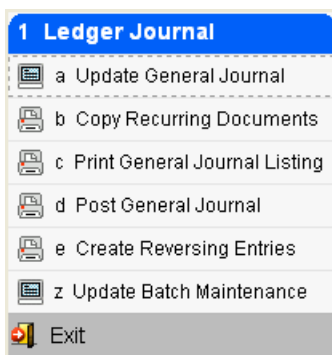 1 Ledger Journal
a Update General Journal
b Copy Recurring Documents
c Print General Journal Listing
d Post General Journal
e Create Reversing Entries
z Update Batch Maintenance
Exit